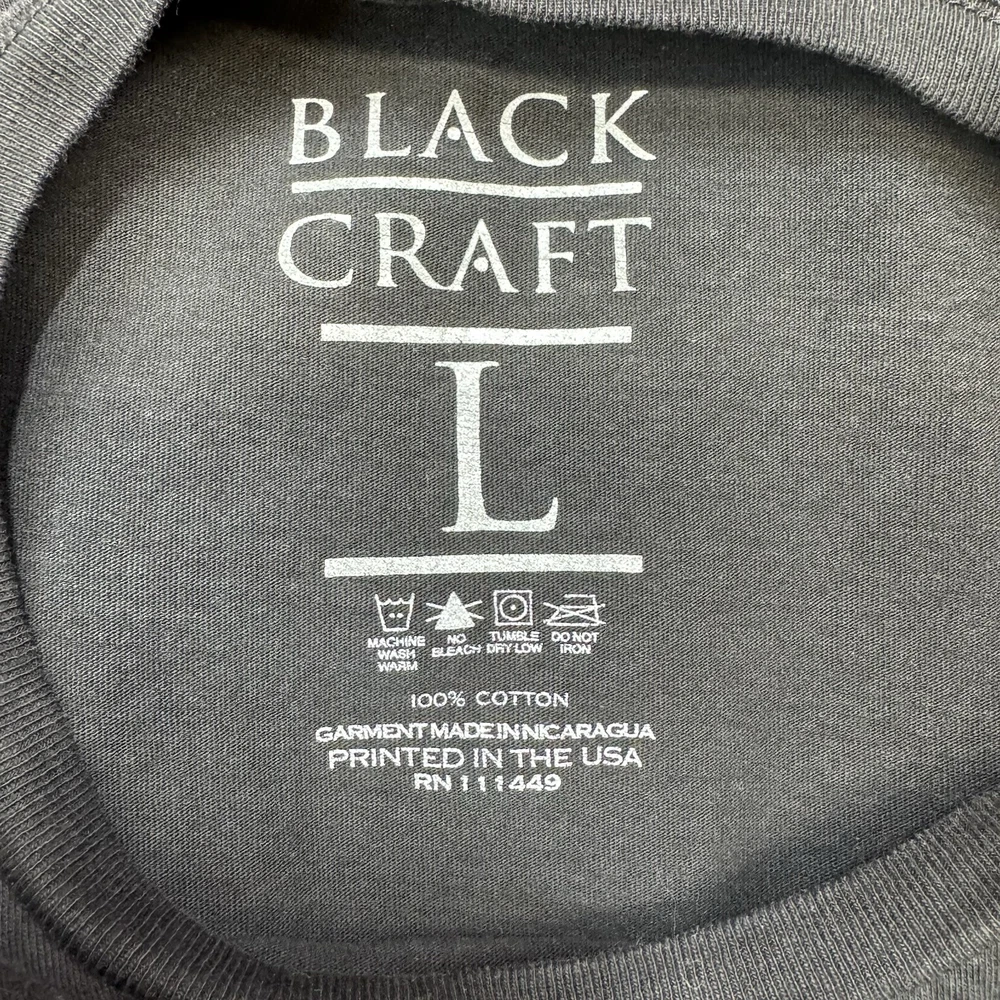 BLACK
CRAFT
L
MACHINE WASH WARM
NO BLEACH
TUMBLE DRY LOW
DO NOT IRON
100% COTTON
GARMENT MADE IN NICARAGUA
PRINTED IN THE USA
RN 111449